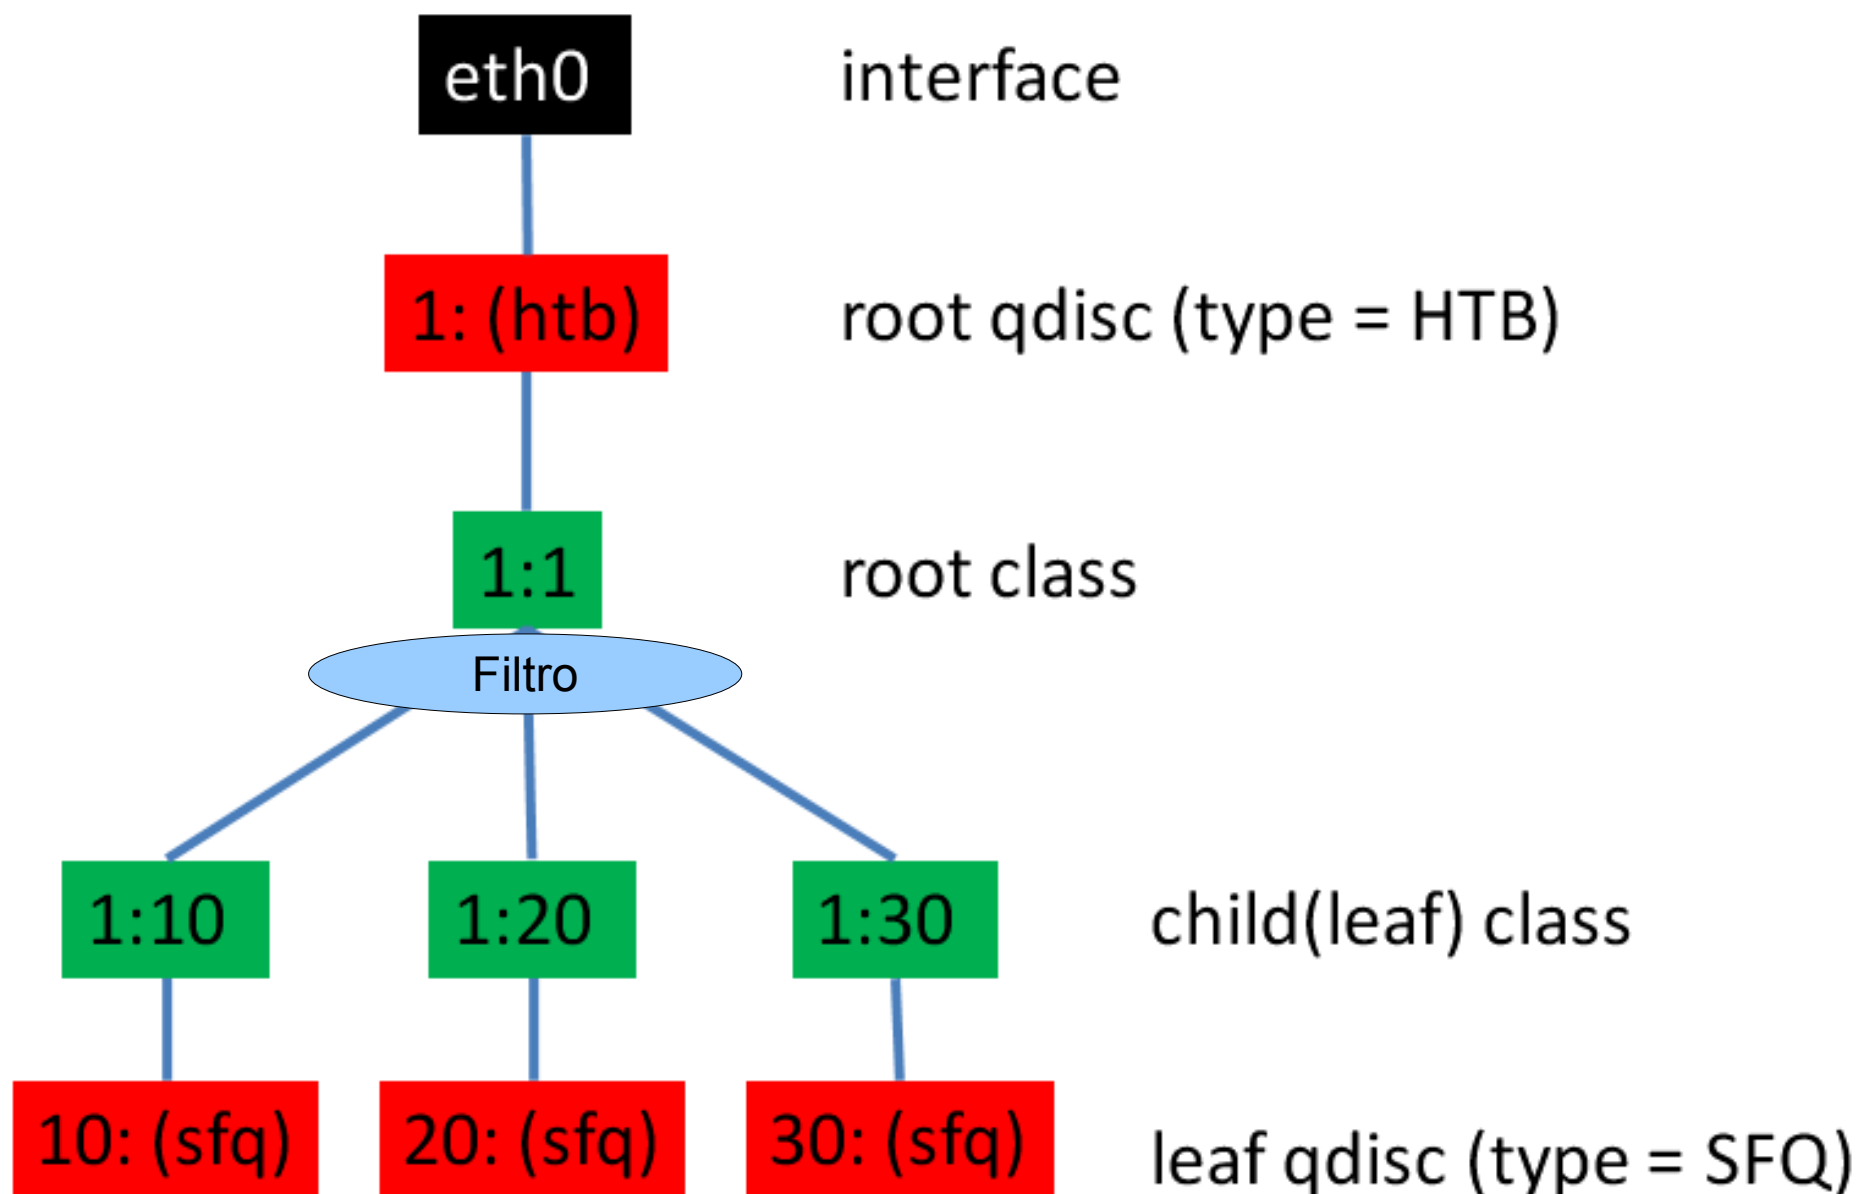 eth0 interface
1: (htb) root qdisc (type = HTB)
1:1 root class
Filtro
1:10 1:20 1:30 child(leaf) class
10: (sfq) 20: (sfq) 30: (sfq) leaf qdisc (type = SFQ)